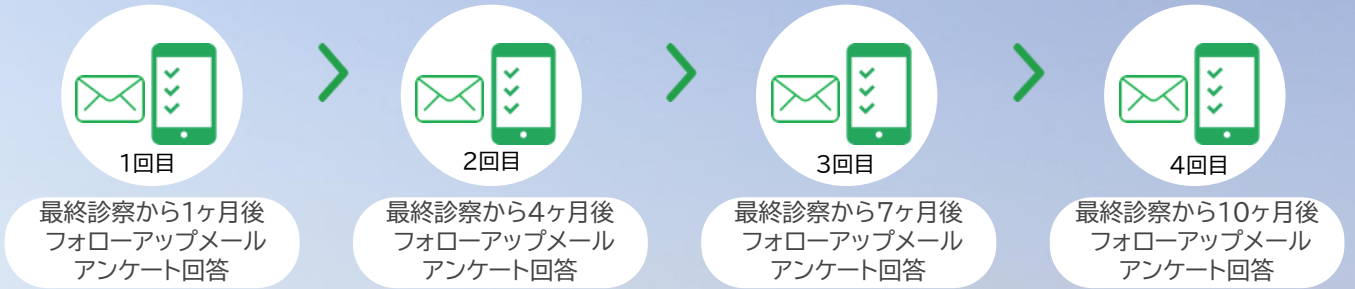 1回目
最終診察から1ヶ月後
フォローアップメール
アンケート回答
2回目
最終診察から4ヶ月後
フォローアップメール
アンケート回答
3回目
最終診察から7ヶ月後
フォローアップメール
アンケート回答
4回目
最終診察から10ヶ月後
フォローアップメール
アンケート回答